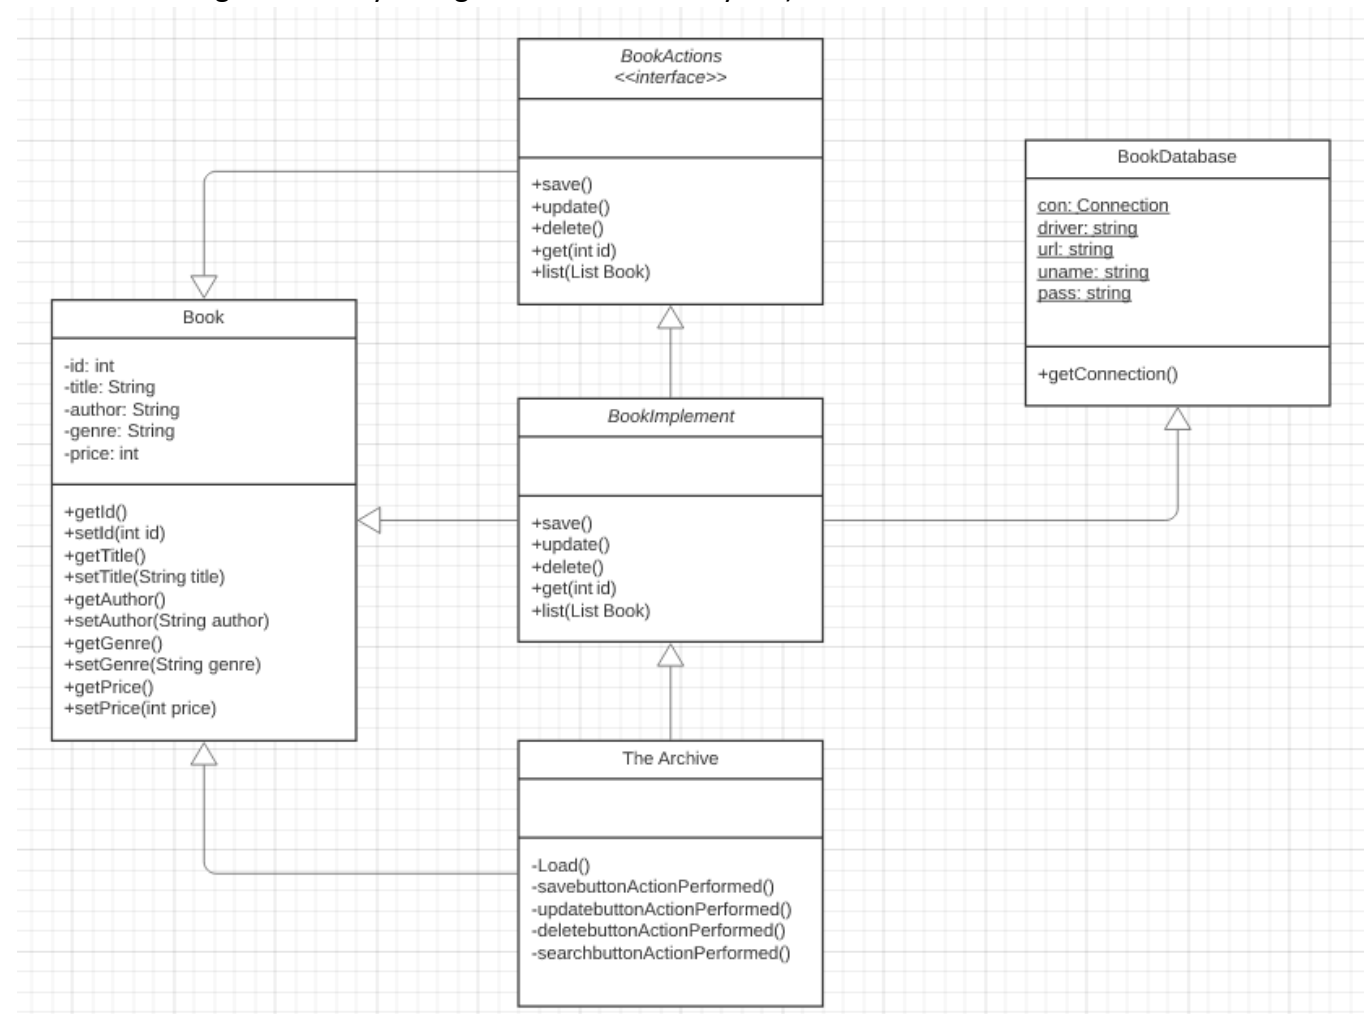 BookActions
<<interface>>
+save()
+update()
+delete()
+get(int id)
+list(List Book)
BookDatabase
con: Connection
driver: string
url: string
uname: string
pass: string
+getConnection()
Book
-id: int
-title: String
-author: String
-genre: String
-price: int
+getId()
+setId(int id)
+getTitle()
+setTitle(String title)
+getAuthor()
+setAuthor(String author)
+getGenre()
+setGenre(String genre)
+getPrice()
+setPrice(int price)
BookImplement
+save()
+update()
+delete()
+get(int id)
+list(List Book)
The Archive
-Load()
-savebuttonActionPerformed()
-updatebuttonActionPerformed()
-deletebuttonActionPerformed()
-searchbuttonActionPerformed()